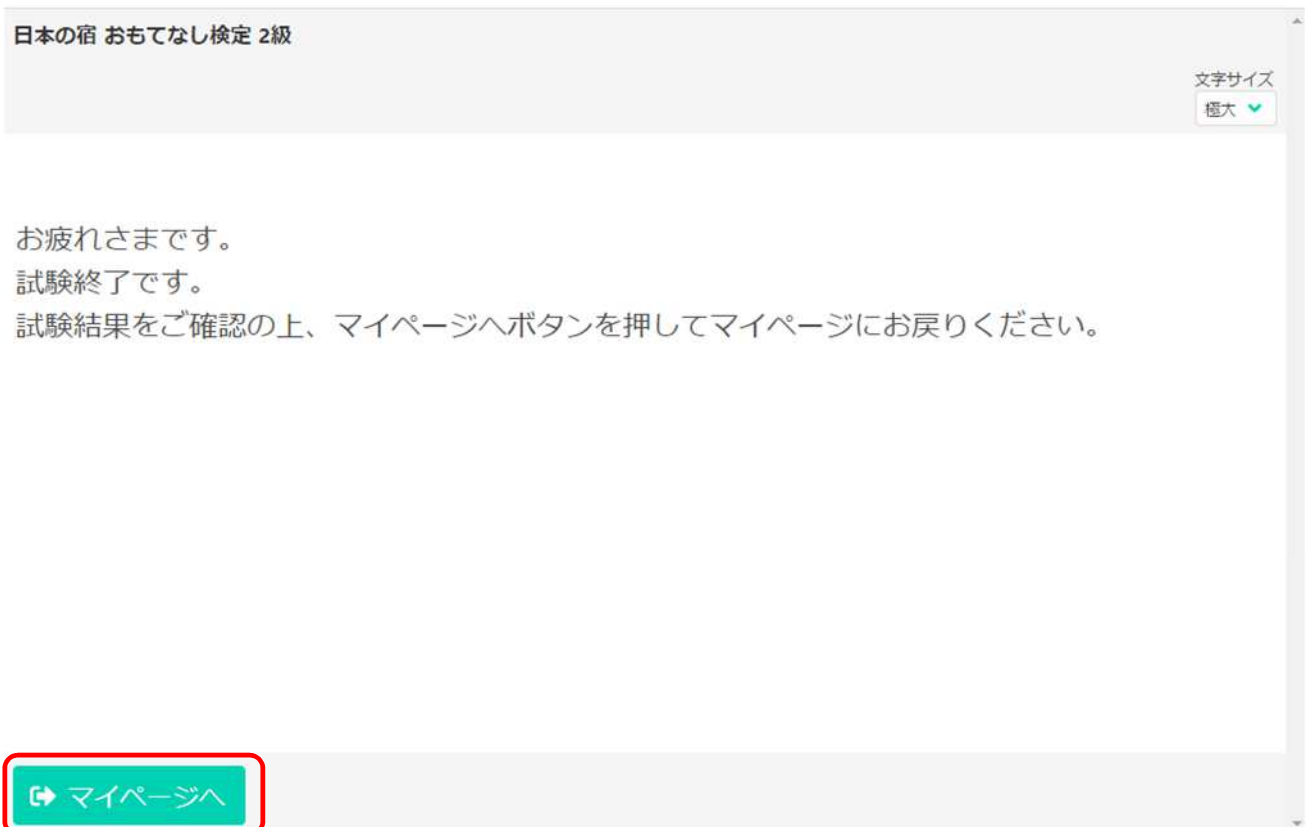 日本の宿 おもてなし検定 2級
文字サイズ
極大
お疲れさまです。
試験終了です。
試験結果をご確認の上、マイページへボタンを押してマイページにお戻りください。
マイページへ